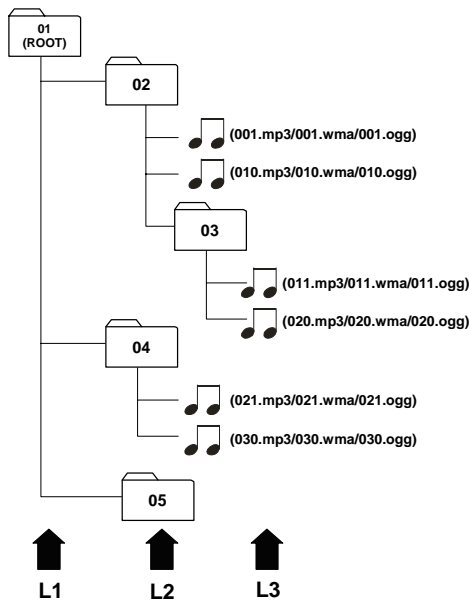 01
(ROOT)
02
(001.mp3/001.wma/001.ogg)
(010.mp3/010.wma/010.ogg)
03
(011.mp3/011.wma/011.ogg)
(020.mp3/020.wma/020.ogg)
04
(021.mp3/021.wma/021.ogg)
(030.mp3/030.wma/030.ogg)
05
L1 L2 L3